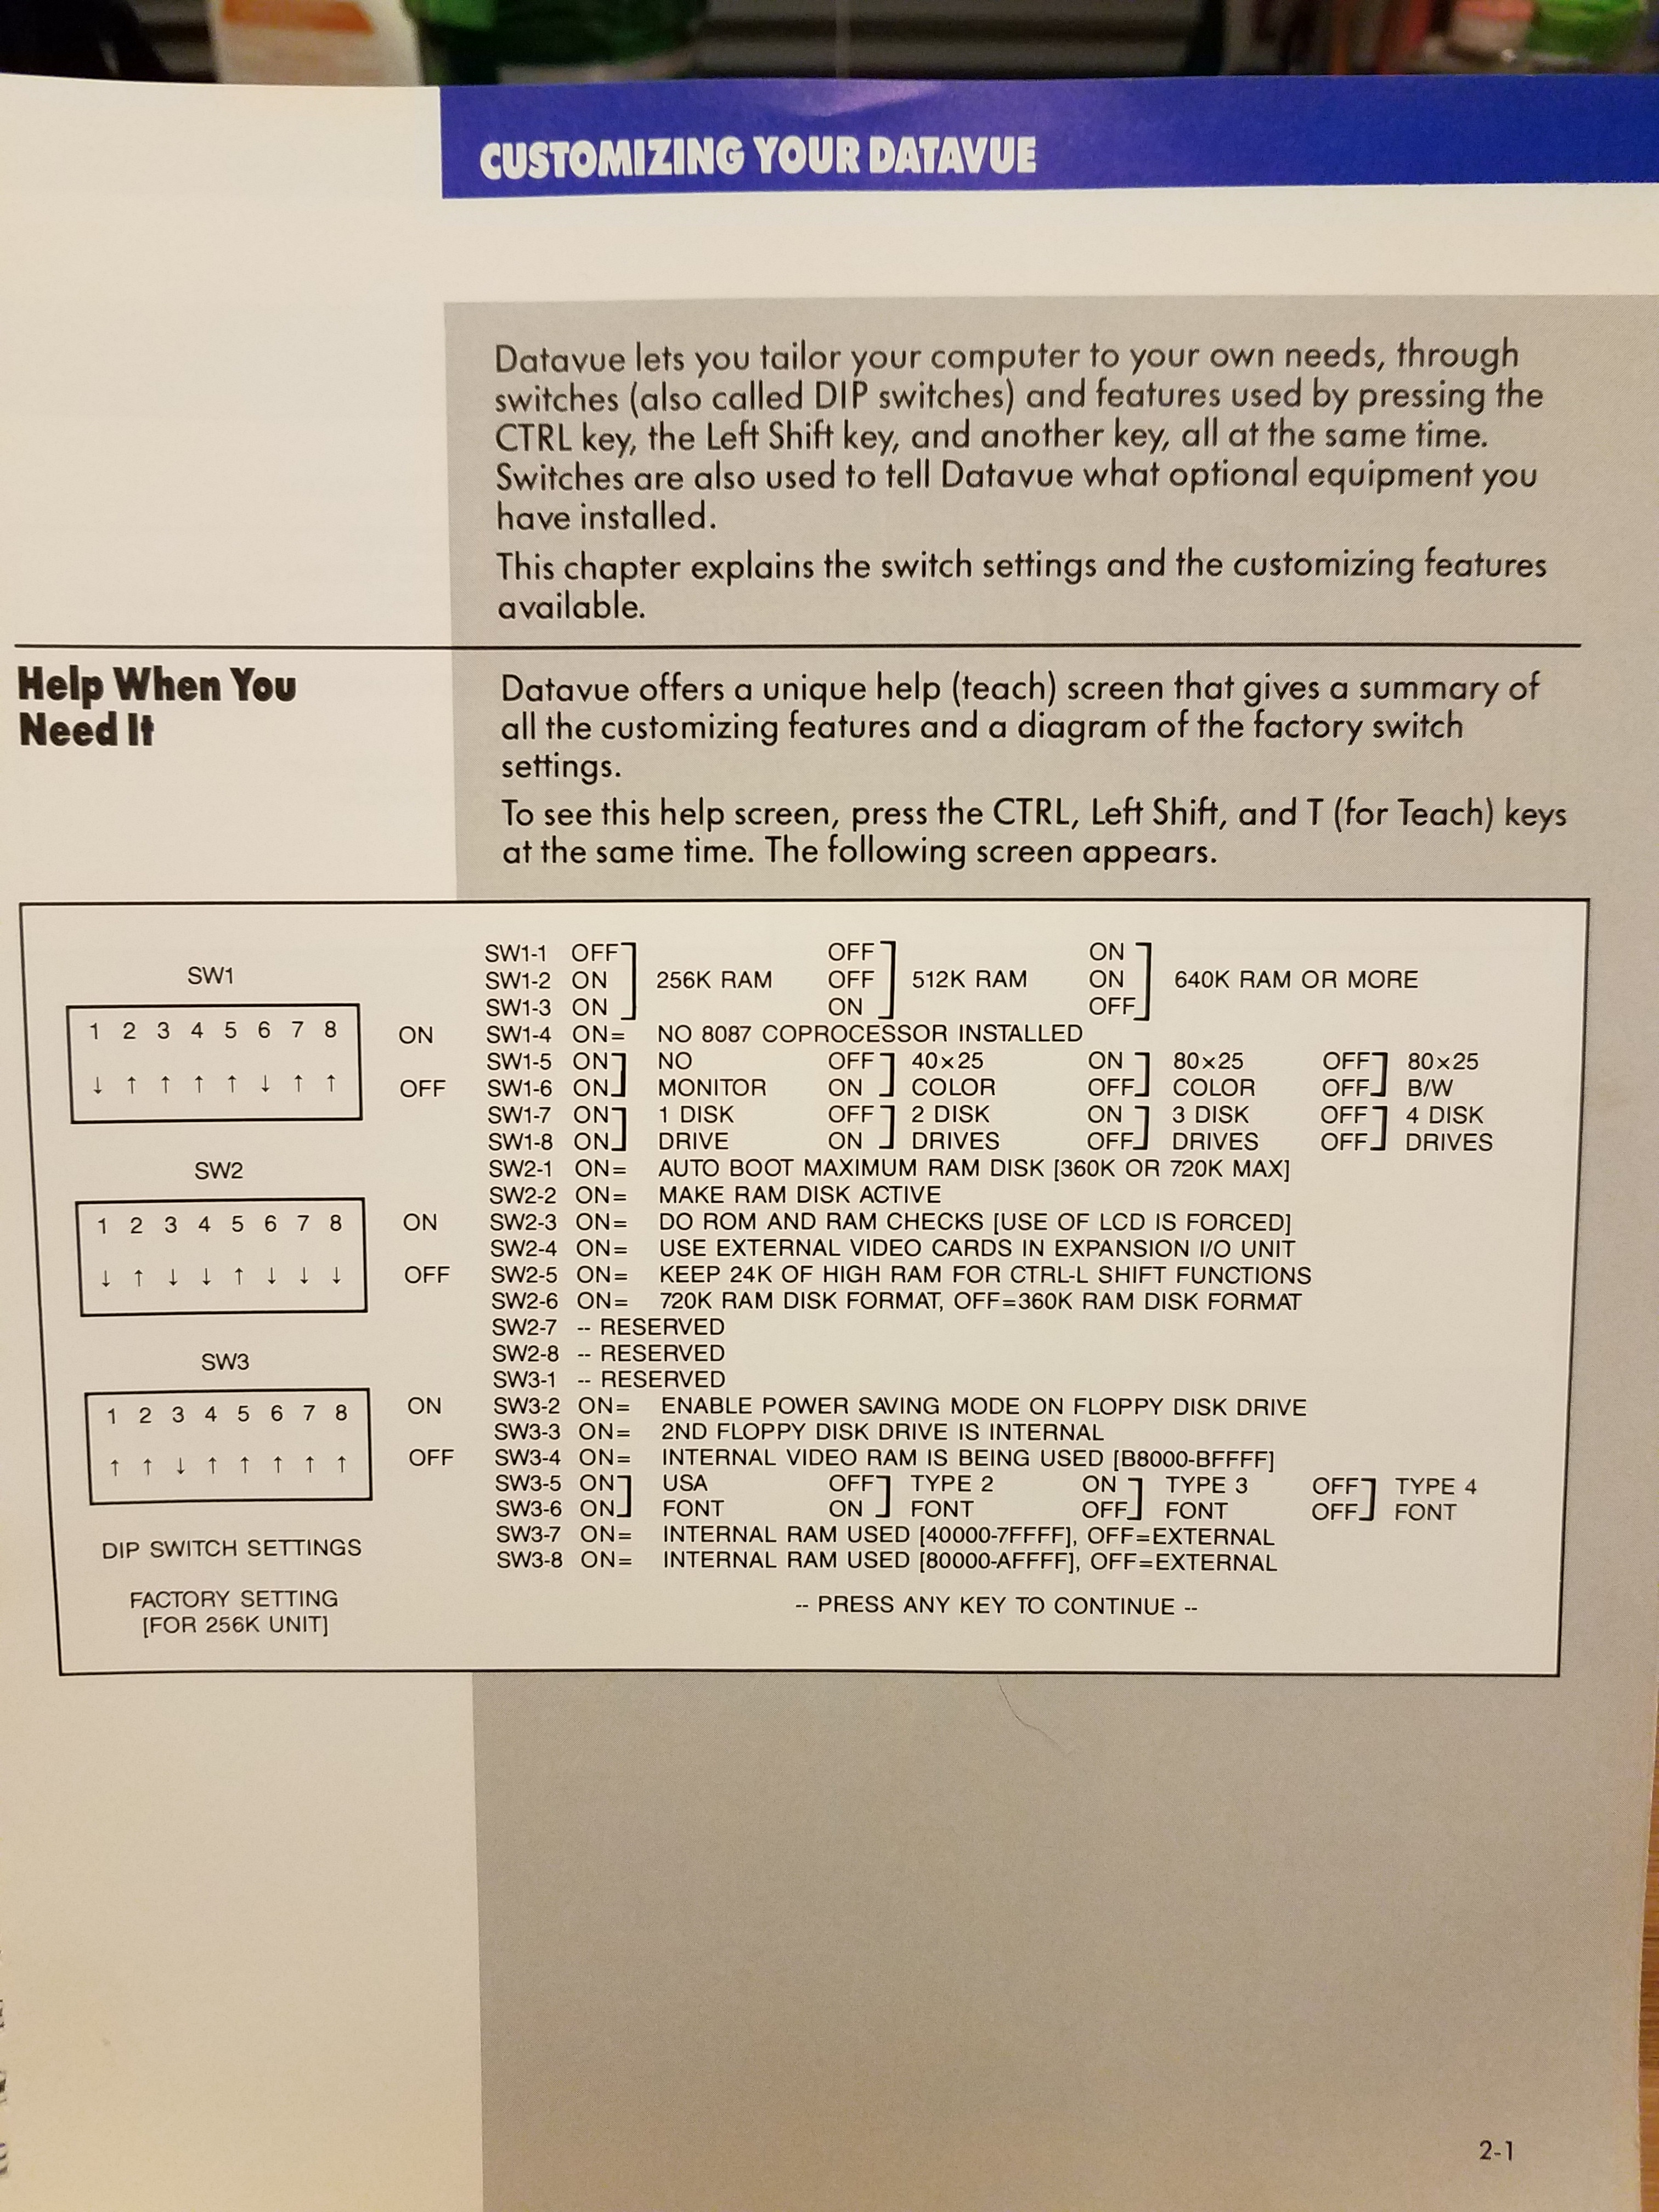 CUSTOMIZING YOUR DATAVUE
Datavue lets you tailor your computer to your own needs, through
switches (also called DIP switches) and features used by pressing the
CTRL key, the Left Shift key, and another key, all at the same time.
Switches are also used to tell Datavue what optional equipment you
have installed.
This chapter explains the switch settings and the customizing features
available.
Help When You
Need It
Datavue offers a unique help (teach) screen that gives a summary of
all the customizing features and a diagram of the factory switch
settings.
To see this help screen, press the CTRL, Left Shift, and T (for Teach) keys
at the same time. The following screen appears.
SW1
1 2 3 4 5 6 7 8 ON
↓ ↑ ↑ ↑ ↑ ↓ ↑ ↑ OFF
SW2
1 2 3 4 5 6 7 8 ON
↓ ↑ ↓ ↓ ↑ ↓ ↓ ↓ OFF
SW3
1 2 3 4 5 6 7 8 ON
↑ ↑ ↓ ↑ ↑ ↑ ↑ ↑ OFF
DIP SWITCH SETTINGS
FACTORY SETTING
[FOR 256K UNIT]
SW1-1 OFF OFF ON
SW1-2 ON 256K RAM OFF 512K RAM ON 640K RAM OR MORE
SW1-3 ON ON OFF
SW1-4 ON= NO 8087 COPROCESSOR INSTALLED
SW1-5 ON NO OFF 40×25 ON 80×25 OFF 80×25
SW1-6 ON MONITOR ON COLOR OFF COLOR OFF B/W
SW1-7 ON 1 DISK OFF 2 DISK ON 3 DISK OFF 4 DISK
SW1-8 ON DRIVE ON DRIVES OFF DRIVES OFF DRIVES
SW2-1 ON= AUTO BOOT MAXIMUM RAM DISK [360K OR 720K MAX]
SW2-2 ON= MAKE RAM DISK ACTIVE
SW2-3 ON= DO ROM AND RAM CHECKS [USE OF LCD IS FORCED]
SW2-4 ON= USE EXTERNAL VIDEO CARDS IN EXPANSION I/O UNIT
SW2-5 ON= KEEP 24K OF HIGH RAM FOR CTRL-L SHIFT FUNCTIONS
SW2-6 ON= 720K RAM DISK FORMAT, OFF=360K RAM DISK FORMAT
SW2-7 -- RESERVED
SW2-8 -- RESERVED
SW3-1 -- RESERVED
SW3-2 ON= ENABLE POWER SAVING MODE ON FLOPPY DISK DRIVE
SW3-3 ON= 2ND FLOPPY DISK DRIVE IS INTERNAL
SW3-4 ON= INTERNAL VIDEO RAM IS BEING USED [B8000-BFFFF]
SW3-5 ON USA OFF TYPE 2 ON TYPE 3 OFF TYPE 4
SW3-6 ON FONT ON FONT OFF FONT OFF FONT
SW3-7 ON= INTERNAL RAM USED [40000-7FFFF], OFF=EXTERNAL
SW3-8 ON= INTERNAL RAM USED [80000-AFFFF], OFF=EXTERNAL
-- PRESS ANY KEY TO CONTINUE --
2-1